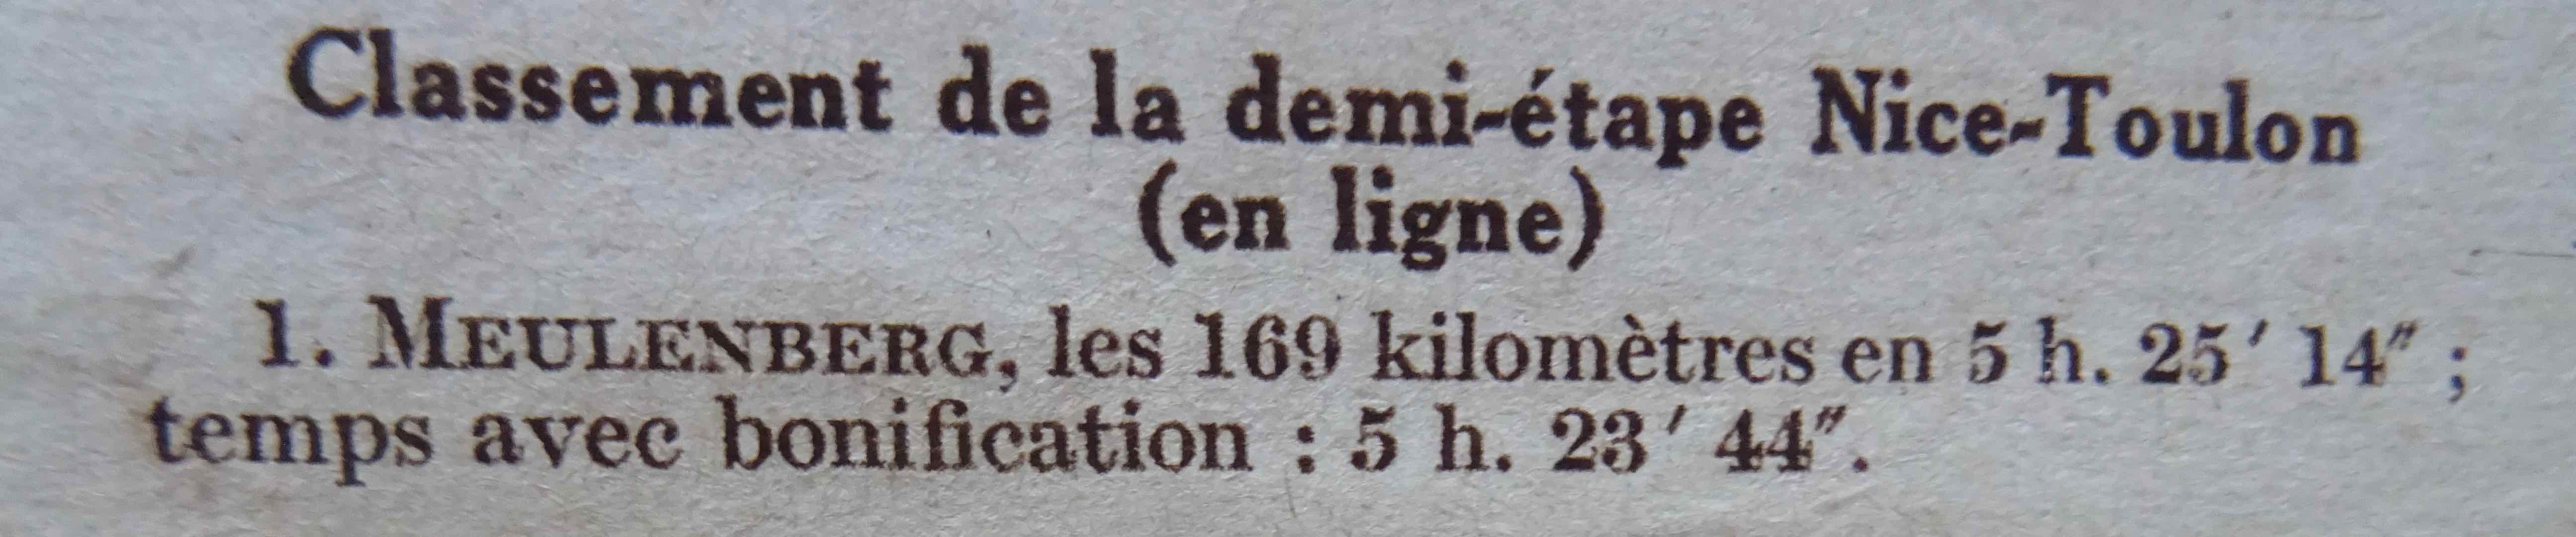 Classement de la demi-étape Nice-Toulon
(en ligne)
1. MEULENBERG, les 169 kilomètres en 5 h. 25′ 14″ ;
temps avec bonification : 5 h. 23′ 44″.